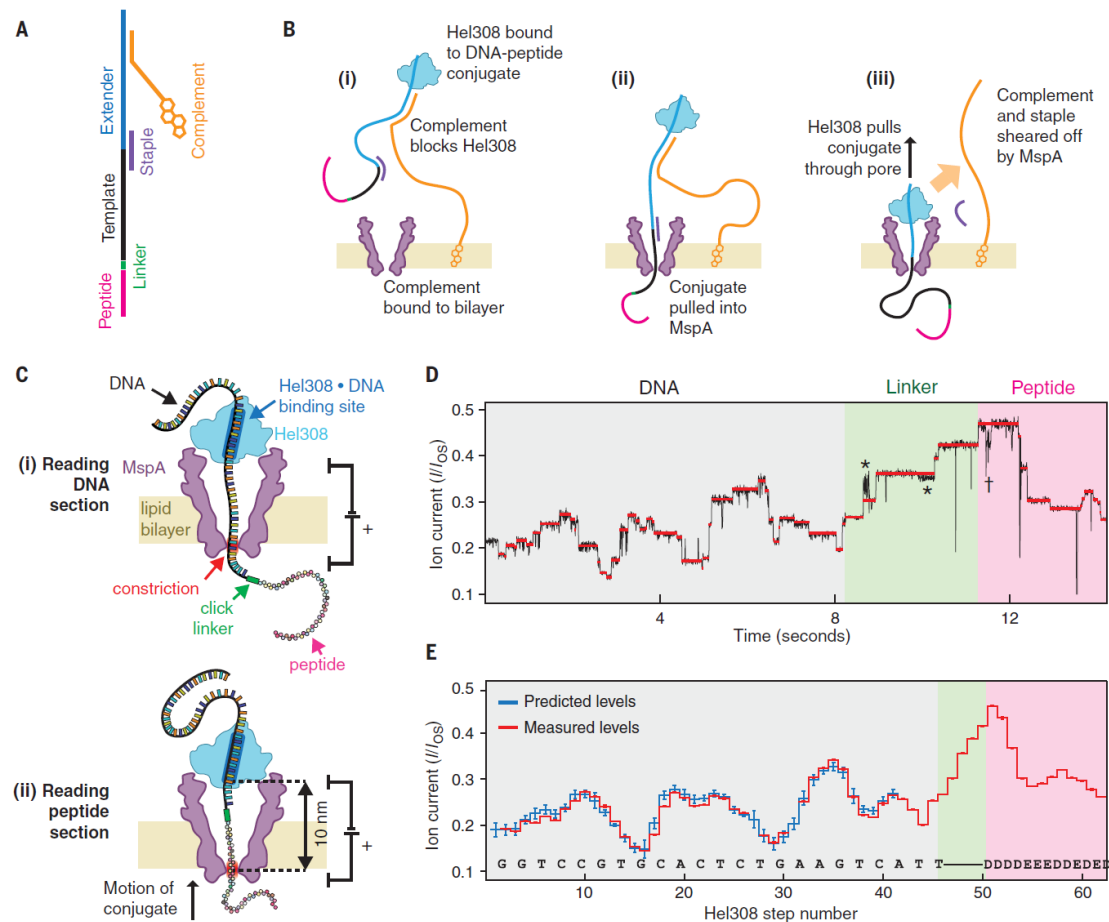 A
Extender
Template
Linker
Peptide
Staple
Complement
B
(i)
Hel308 bound
to DNA-peptide
conjugate
Complement
blocks Hel308
Complement
bound to bilayer
(ii)
Conjugate
pulled into
MspA
(iii)
Hel308 pulls
conjugate
through pore
Complement
and staple
sheared off
by MspA
C
DNA
Hel308 • DNA
binding site
Hel308
(i) Reading
DNA
section
MspA
lipid
bilayer
+
constriction
click
linker
peptide
(ii) Reading
peptide
section
10 nm
+
Motion of
conjugate
D
DNA
Linker
Peptide
Ion current (I/IOS)
0.5
0.4
0.3
0.2
0.1
*
*
†
4
8
12
Time (seconds)
E
Ion current (I/IOS)
0.5
0.4
0.3
0.2
0.1
Predicted levels
Measured levels
G G T C C G T G C A C T C T G A A G T C A T T DDDDEEEDDEDED
10
20
30
40
50
60
Hel308 step number